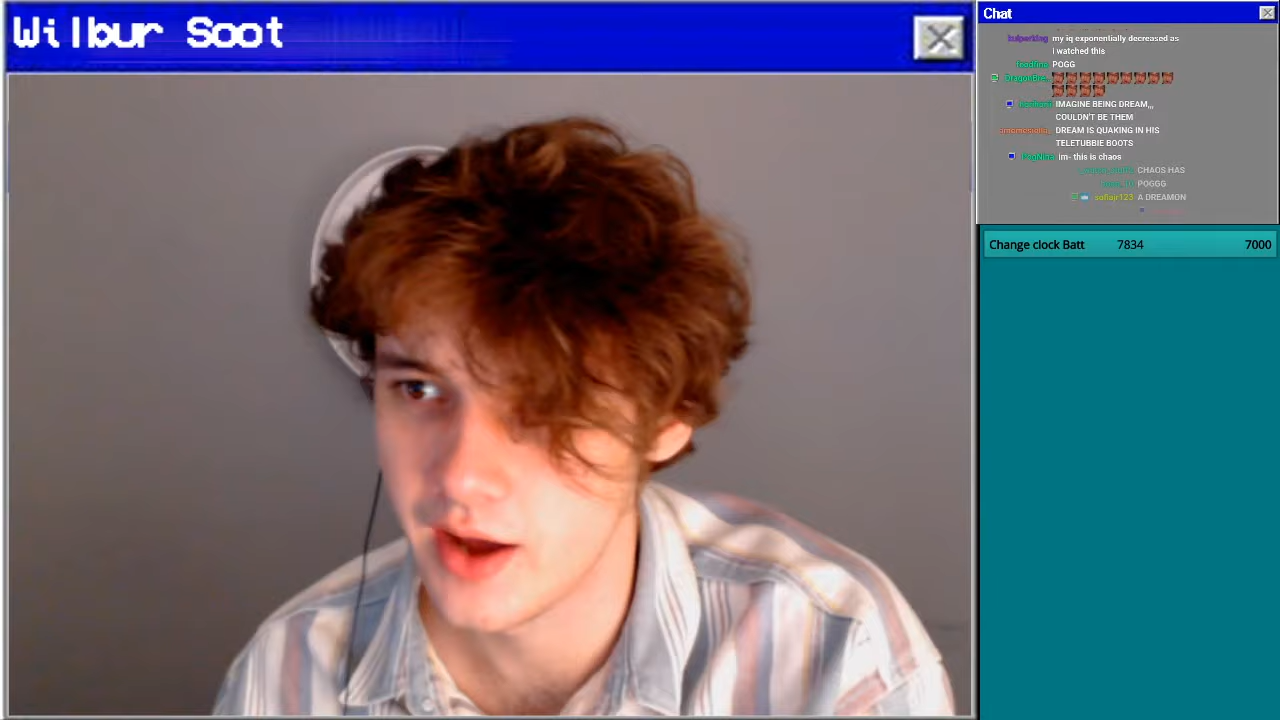 Wilbur Soot
Chat
my iq exponentially decreased as
i watched this
POGG
IMAGINE BEING DREAM,,,
COULDN'T BE THEM
DREAM IS QUAKING IN HIS
TELETUBBIE BOOTS
im- this is chaos
CHAOS HAS
POGGG
sofiajr123 A DREAMON
Change clock Batt 7834 7000